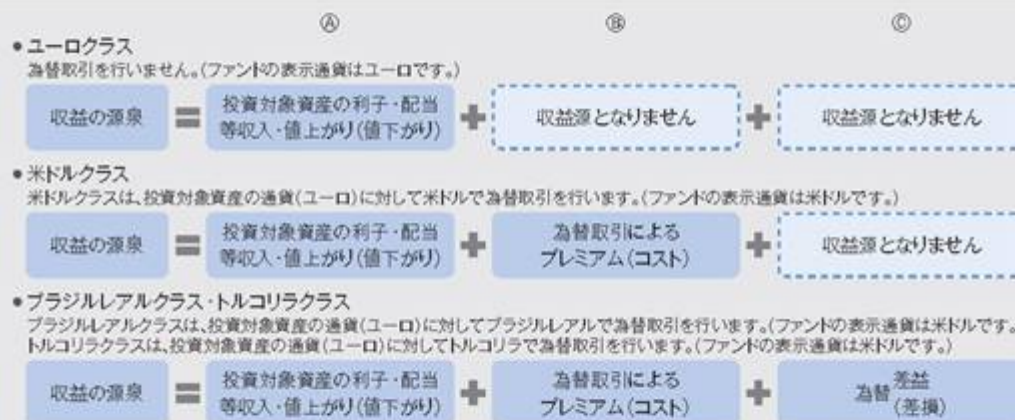 Ⓐ Ⓑ Ⓒ
●ユーロクラス
為替取引を行いません。(ファンドの表示通貨はユーロです。)
収益の源泉 = 投資対象資産の利子・配当 + 収益源となりません + 収益源となりません
等収入・値上がり(値下がり)
●米ドルクラス
米ドルクラスは、投資対象資産の通貨(ユーロ)に対して米ドルで為替取引を行います。(ファンドの表示通貨は米ドルです。)
収益の源泉 = 投資対象資産の利子・配当 + 為替取引による + 収益源となりません
等収入・値上がり(値下がり) プレミアム(コスト)
●ブラジルレアルクラス・トルコリラクラス
ブラジルレアルクラスは、投資対象資産の通貨(ユーロ)に対してブラジルレアルで為替取引を行います。(ファンドの表示通貨は米ドルです。
トルコリラクラスは、投資対象資産の通貨(ユーロ)に対してトルコリラで為替取引を行います。(ファンドの表示通貨は米ドルです。)
収益の源泉 = 投資対象資産の利子・配当 + 為替取引による + 為替 差益
等収入・値上がり(値下がり) プレミアム(コスト) (差損)